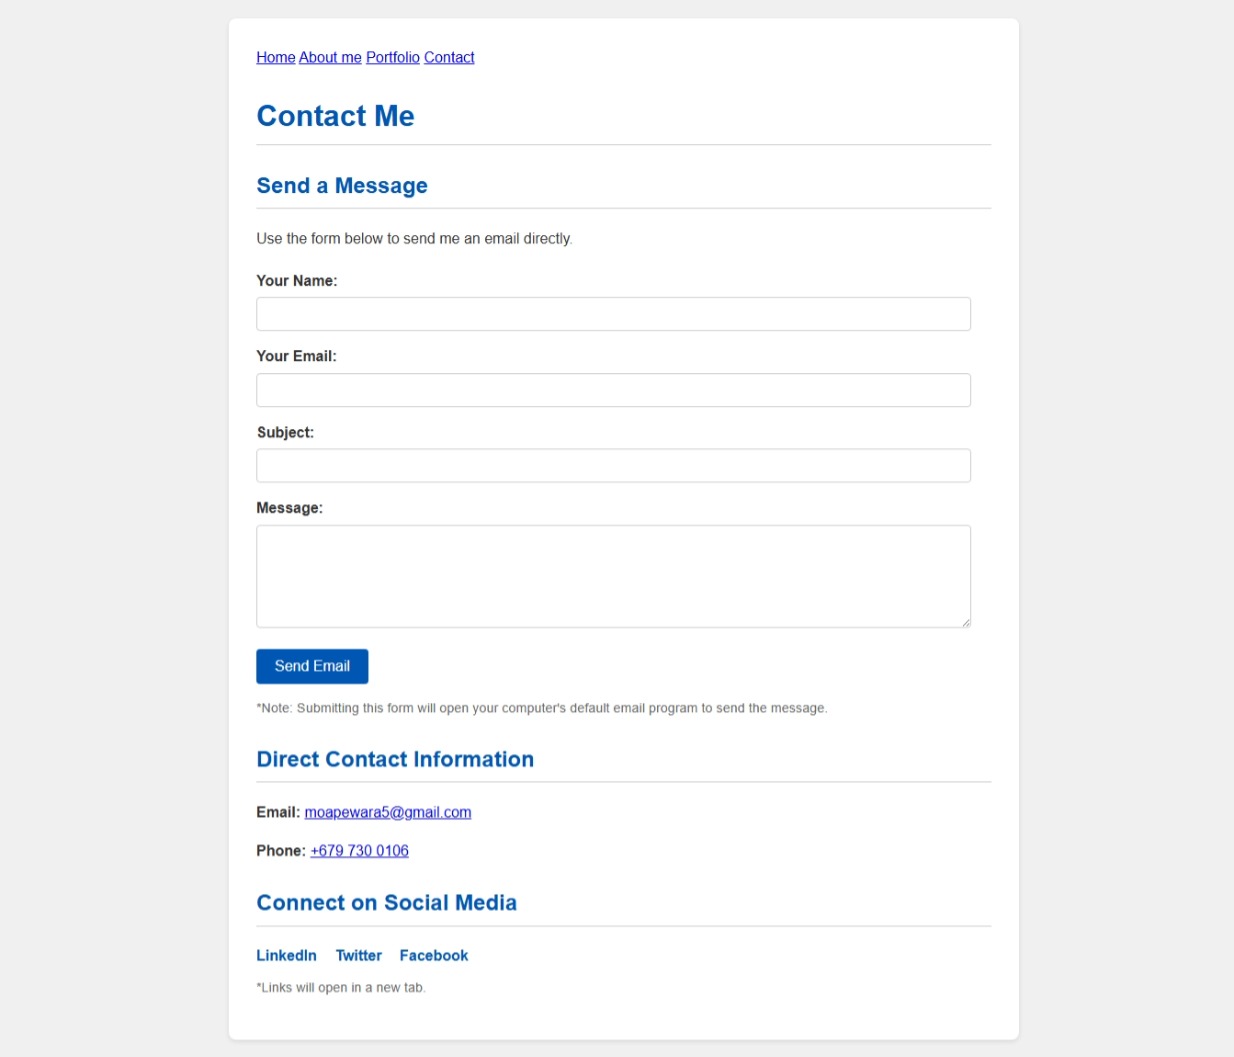 Home About me Portfolio Contact
Contact Me
Send a Message
Use the form below to send me an email directly.
Your Name:
Your Email:
Subject:
Message:
Send Email
*Note: Submitting this form will open your computer's default email program to send the message.
Direct Contact Information
Email: moapewara5@gmail.com
Phone: +679 730 0106
Connect on Social Media
LinkedIn Twitter Facebook
*Links will open in a new tab.